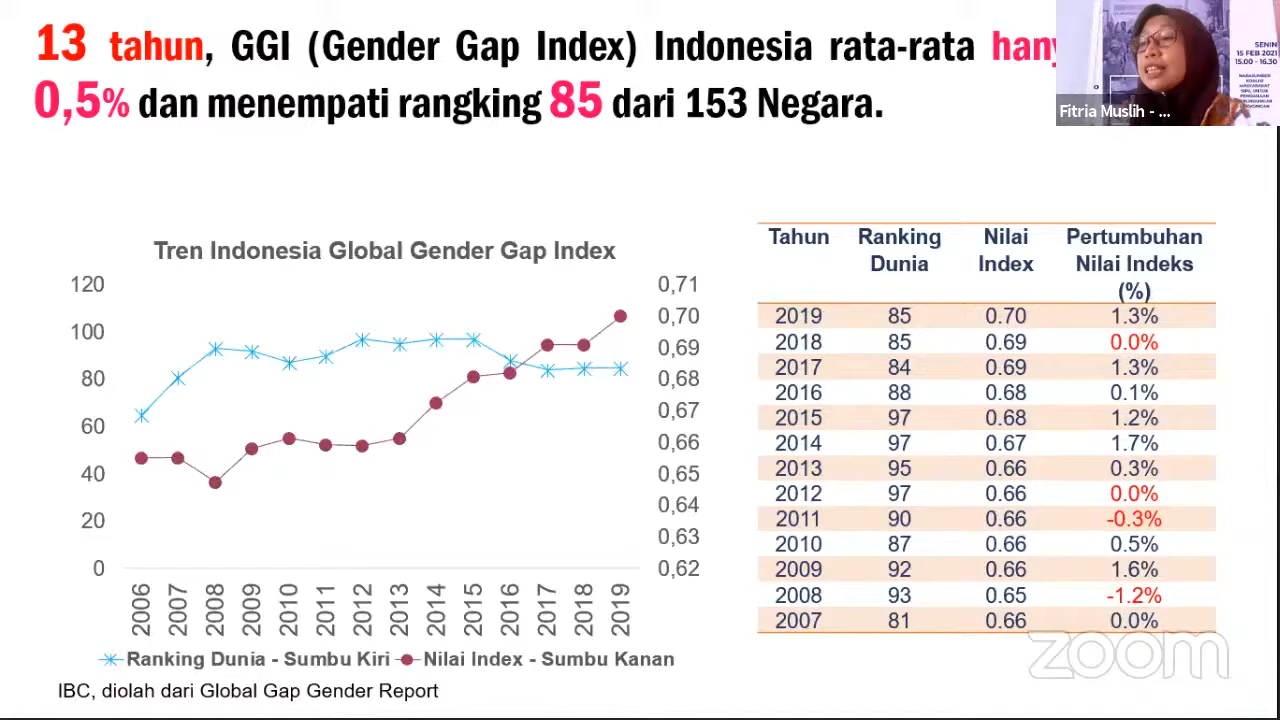 13 tahun, GGI (Gender Gap Index) Indonesia rata-rata
0,5% dan menempati rangking 85 dari 153 Negara.
SENIN
15 FEB 2021
15.00 - 16.30
Fitria Muslih - ...
Tren Indonesia Global Gender Gap Index
120
100
80
60
40
20
0
0,71
0,70
0,69
0,68
0,67
0,66
0,65
0,64
0,63
0,62
2006 2007 2008 2009 2010 2011 2012 2013 2014 2015 2016 2017 2018 2019
Ranking Dunia - Sumbu Kiri Nilai Index - Sumbu Kanan
IBC, diolah dari Global Gap Gender Report
Tahun Ranking Nilai Pertumbuhan
Dunia Index Nilai Indeks
(%)
2019 85 0.70 1.3%
2018 85 0.69 0.0%
2017 84 0.69 1.3%
2016 88 0.68 0.1%
2015 97 0.68 1.2%
2014 97 0.67 1.7%
2013 95 0.66 0.3%
2012 97 0.66 0.0%
2011 90 0.66 -0.3%
2010 87 0.66 0.5%
2009 92 0.66 1.6%
2008 93 0.65 -1.2%
2007 81 0.66 0.0%
zoom